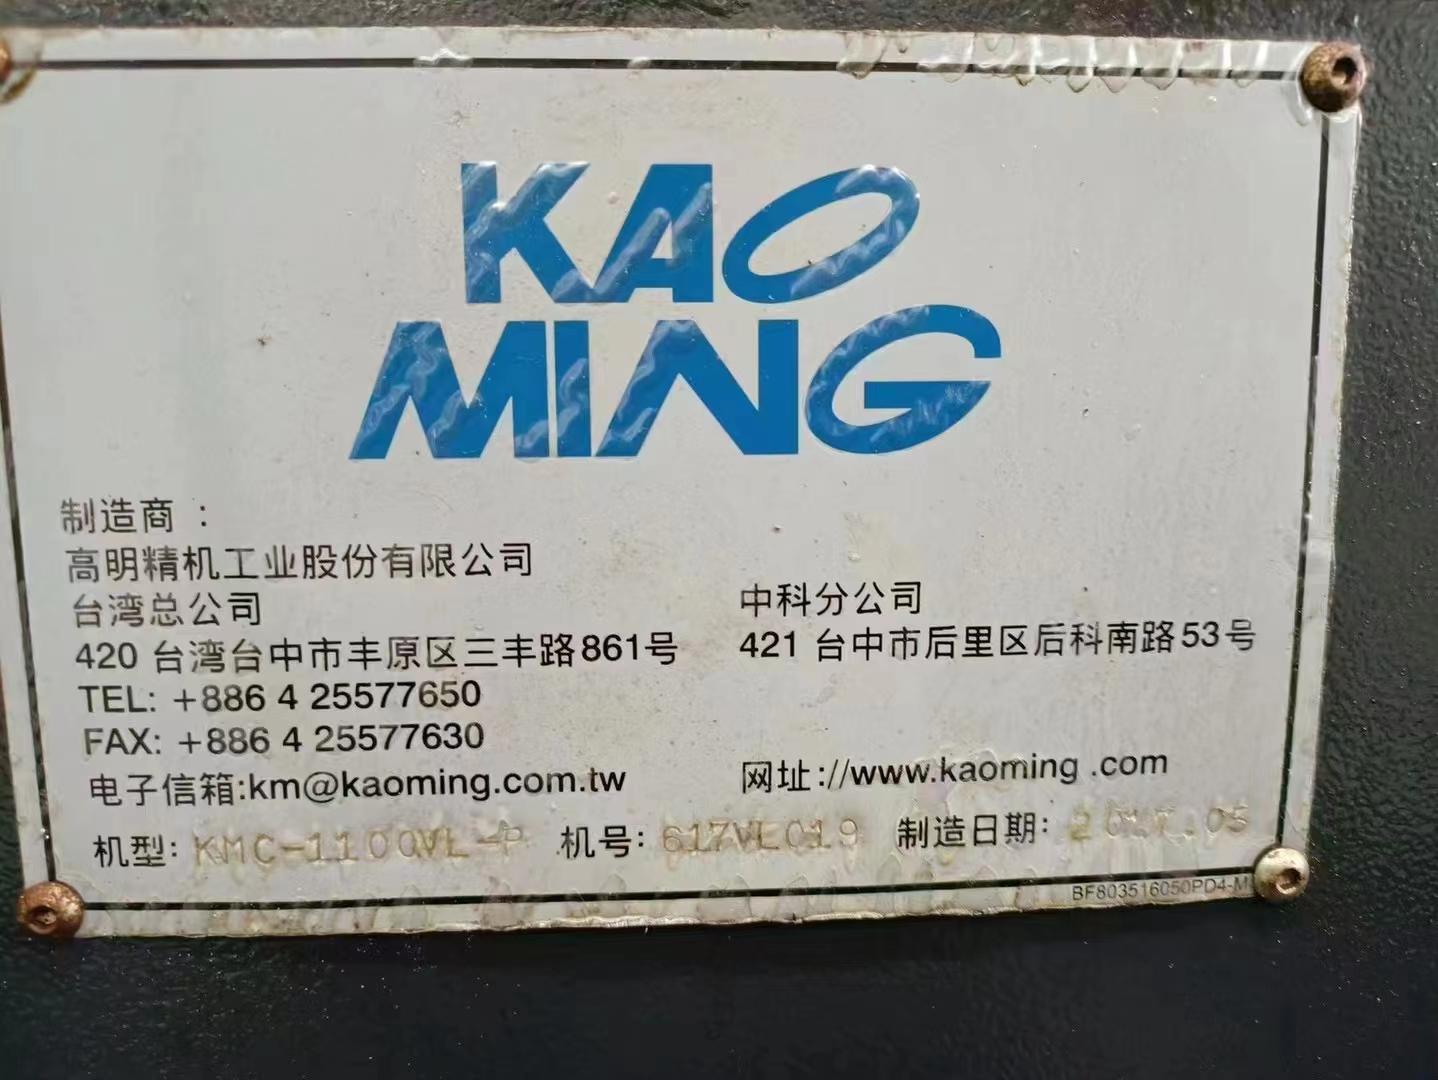 KAO
MING
制造商：
高明精机工业股份有限公司
台湾总公司
420 台湾台中市丰原区三丰路861号
TEL: +886 4 25577650
FAX: +886 4 25577630
电子信箱:km@kaoming.com.tw
中科分公司
421 台中市后里区后科南路53号
网址://www.kaoming .com
机型: KMC-1100VL-P 机号: 617VL019 制造日期: 2017.05
BF803516050PD4-M